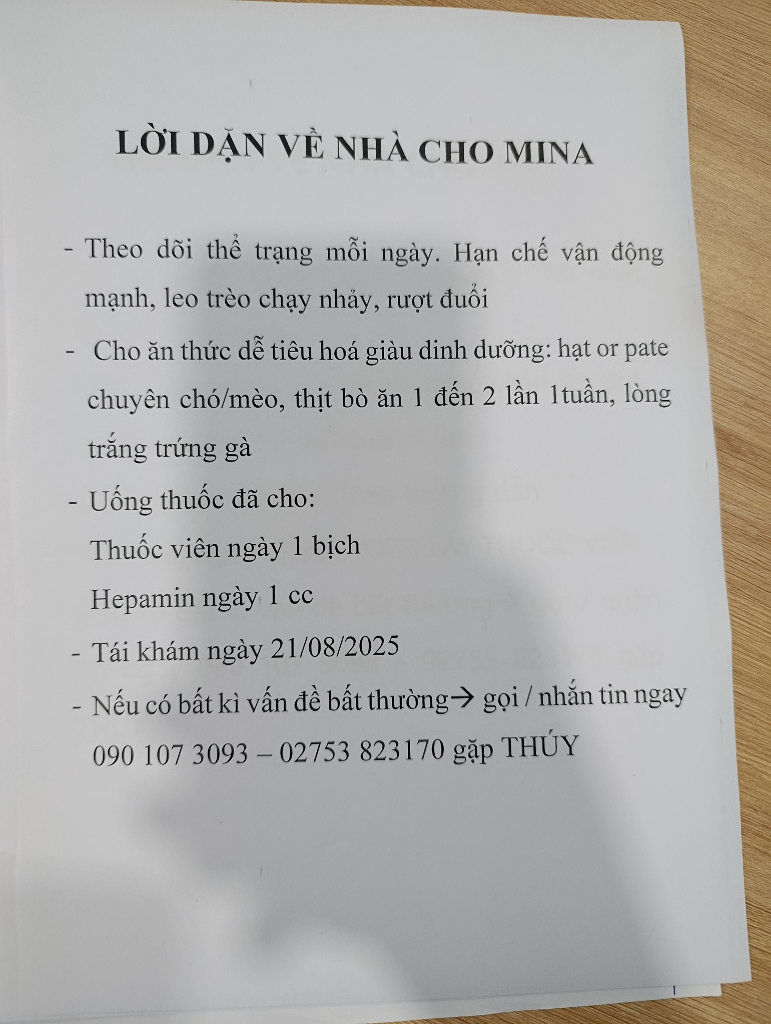 LỜI DẶN VỀ NHÀ CHO MINA
- Theo dõi thể trạng mỗi ngày. Hạn chế vận động
mạnh, leo trèo chạy nhảy, rượt đuổi
- Cho ăn thức dễ tiêu hoá giàu dinh dưỡng: hạt or pate
chuyên chó/mèo, thịt bò ăn 1 đến 2 lần 1tuần, lòng
trắng trứng gà
- Uống thuốc đã cho:
Thuốc viên ngày 1 bịch
Hepamin ngày 1 cc
- Tái khám ngày 21/08/2025
- Nếu có bất kì vấn đề bất thường→ gọi / nhắn tin ngay
090 107 3093 – 02753 823170 gặp THÚY